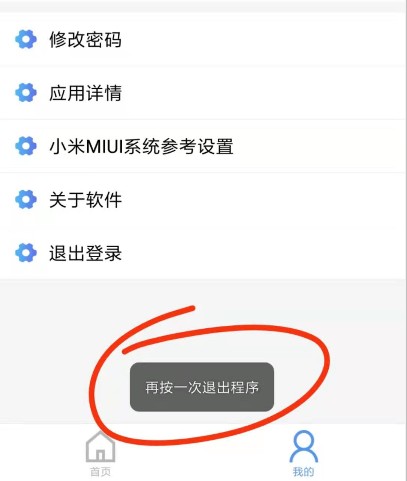 修改密码
应用详情
小米MIUI系统参考设置
关于软件
退出登录
再按一次退出程序
首页
我的